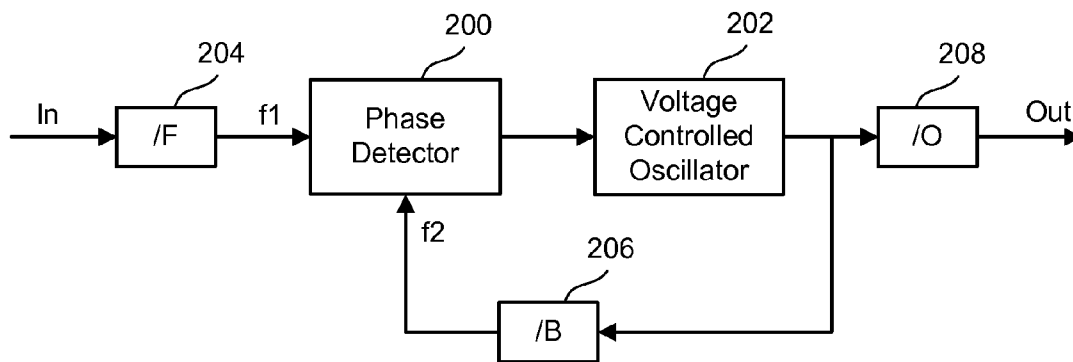 204
200
202
208
In
/F
f1
Phase
Detector
Voltage
Controlled
Oscillator
/O
Out
f2
206
/B